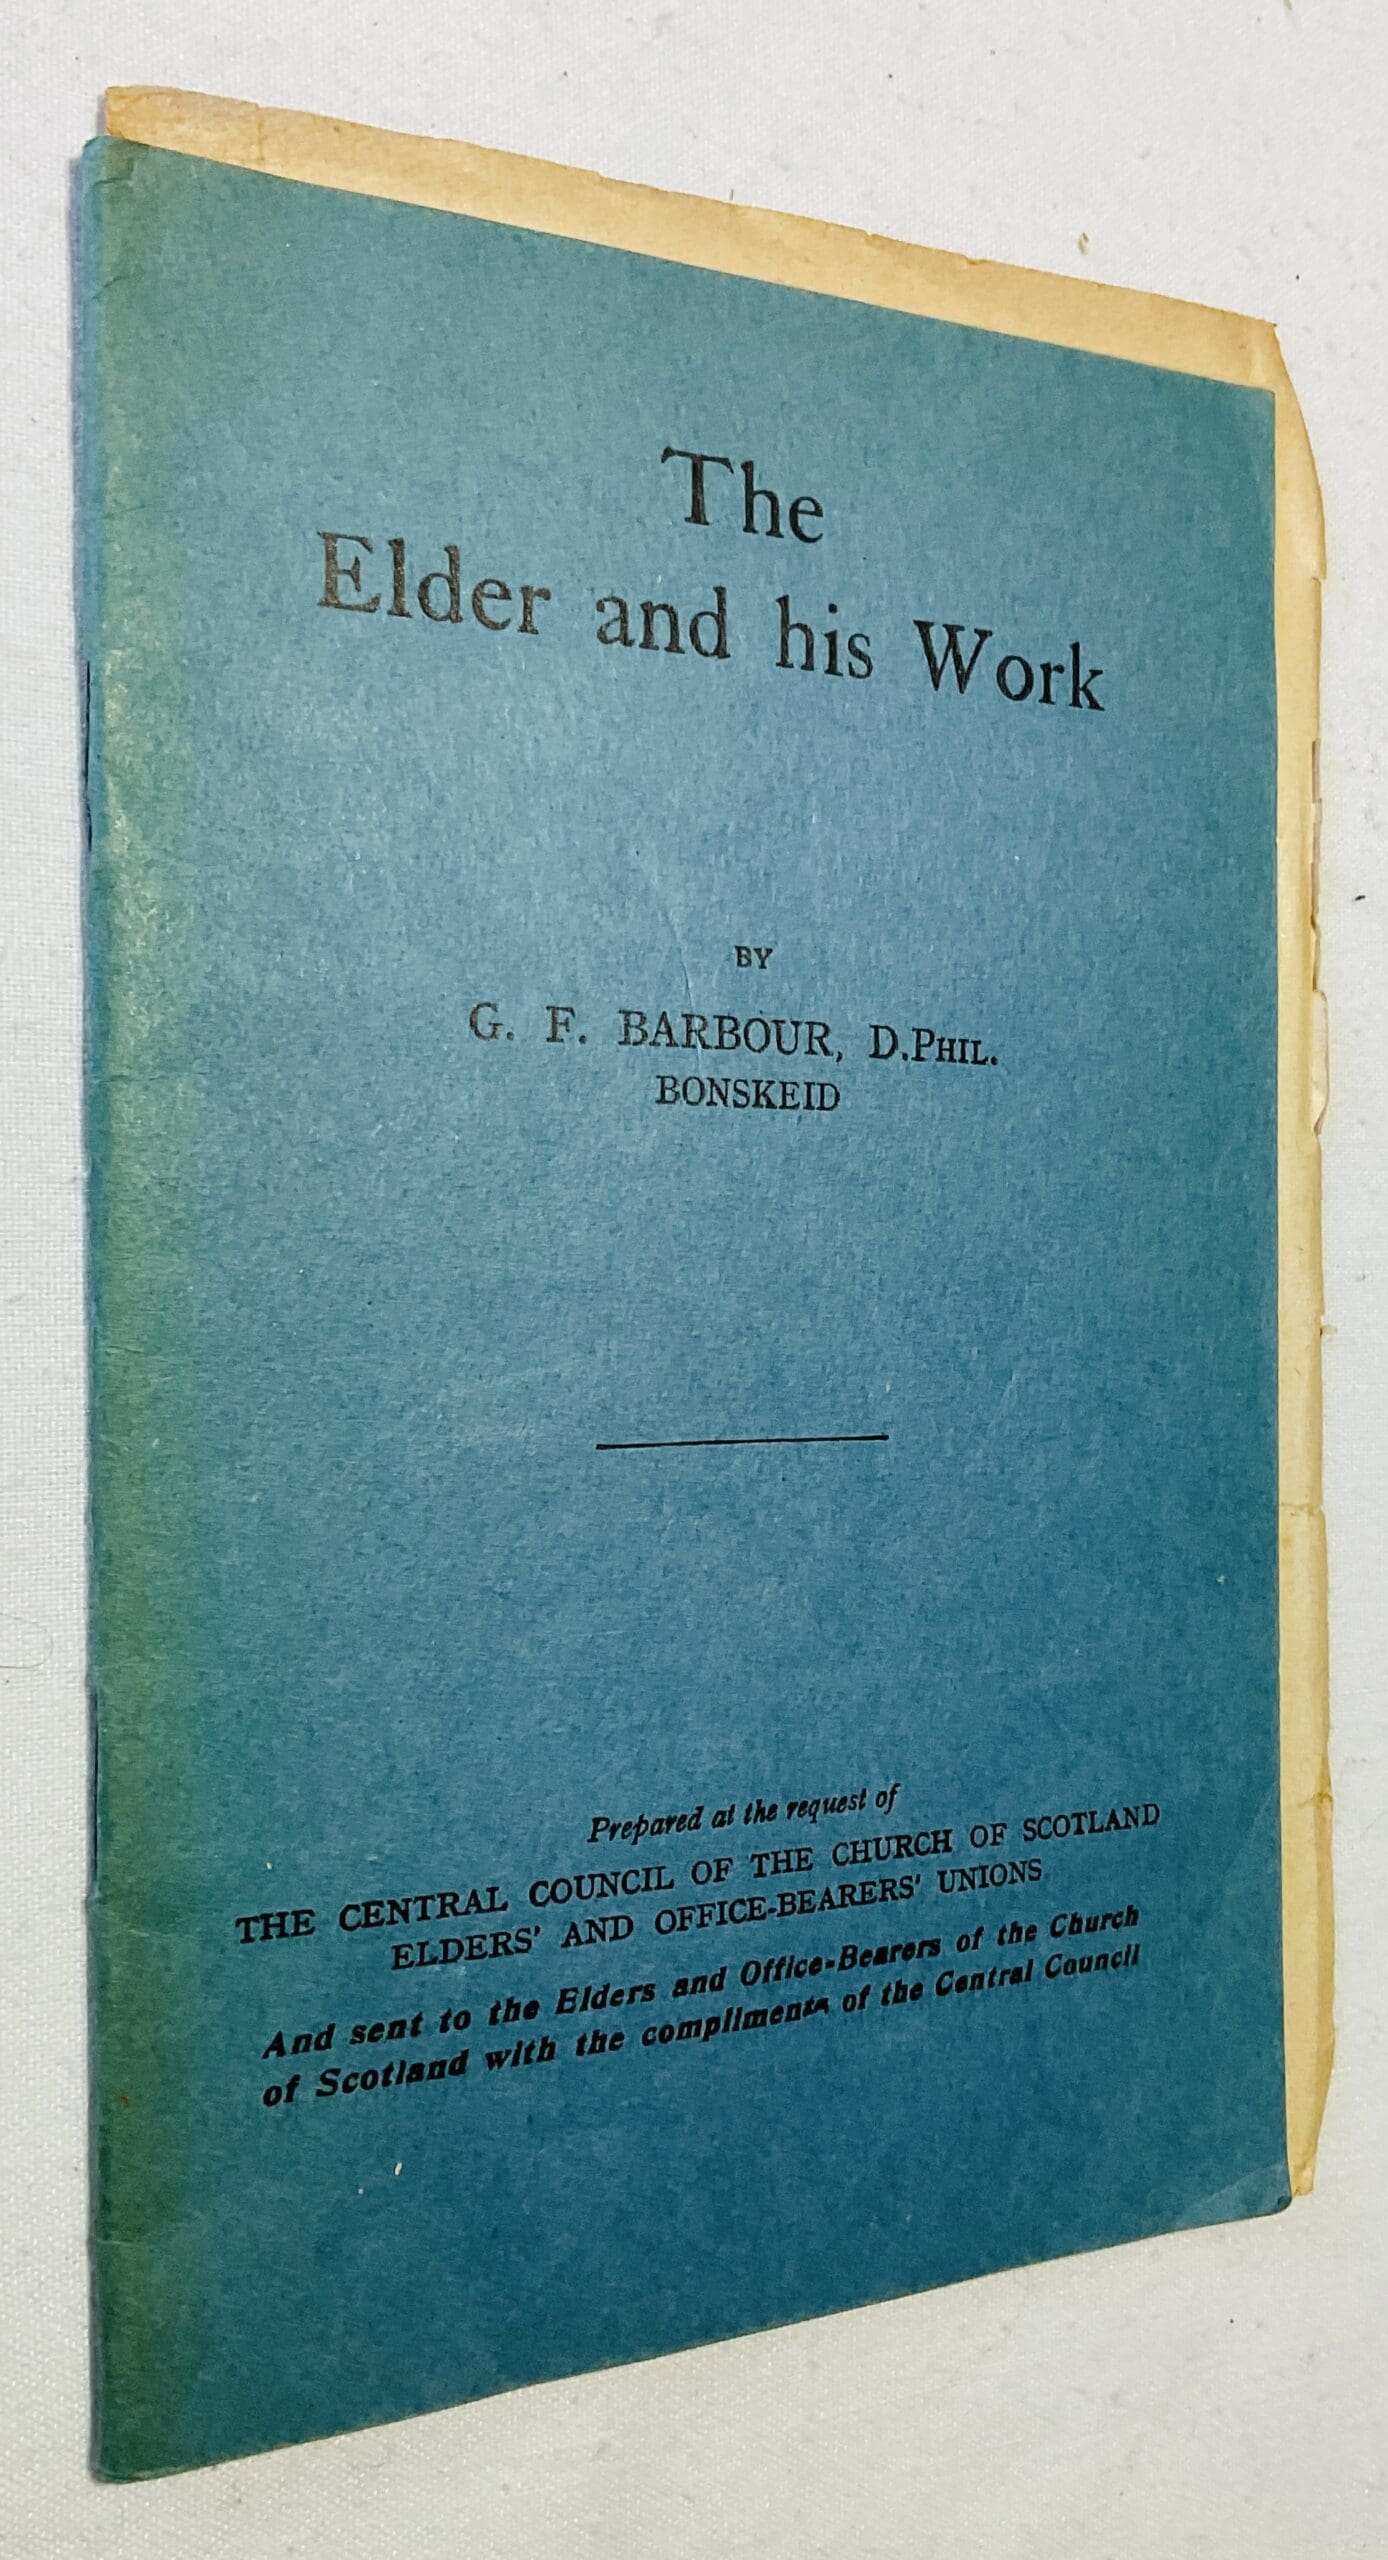 The
Elder and his Work
BY
G. F. BARBOUR, D.PHIL.
BONSKEID
Prepared at the request of
THE CENTRAL COUNCIL OF THE CHURCH OF SCOTLAND
ELDERS' AND OFFICE-BEARERS' UNIONS
And sent to the Elders and Office-Bearers of the Church
of Scotland with the compliments of the Central Council